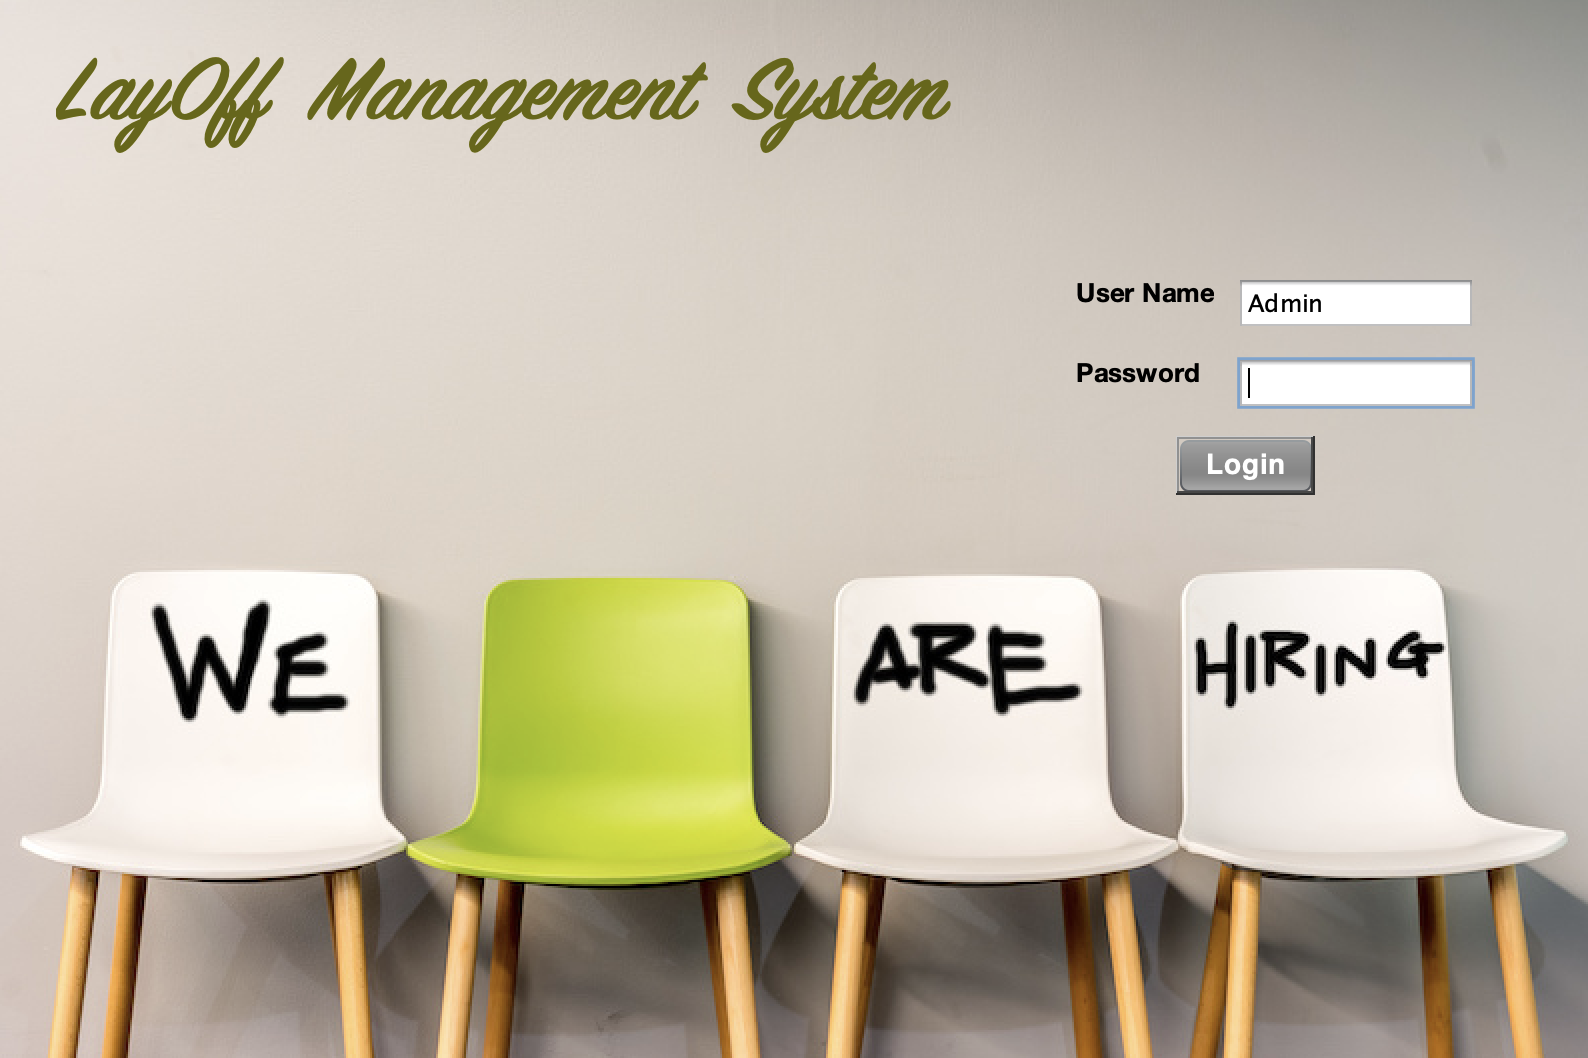 LayOff Management System
User Name
Admin
Password
Login
WE ARE HIRING